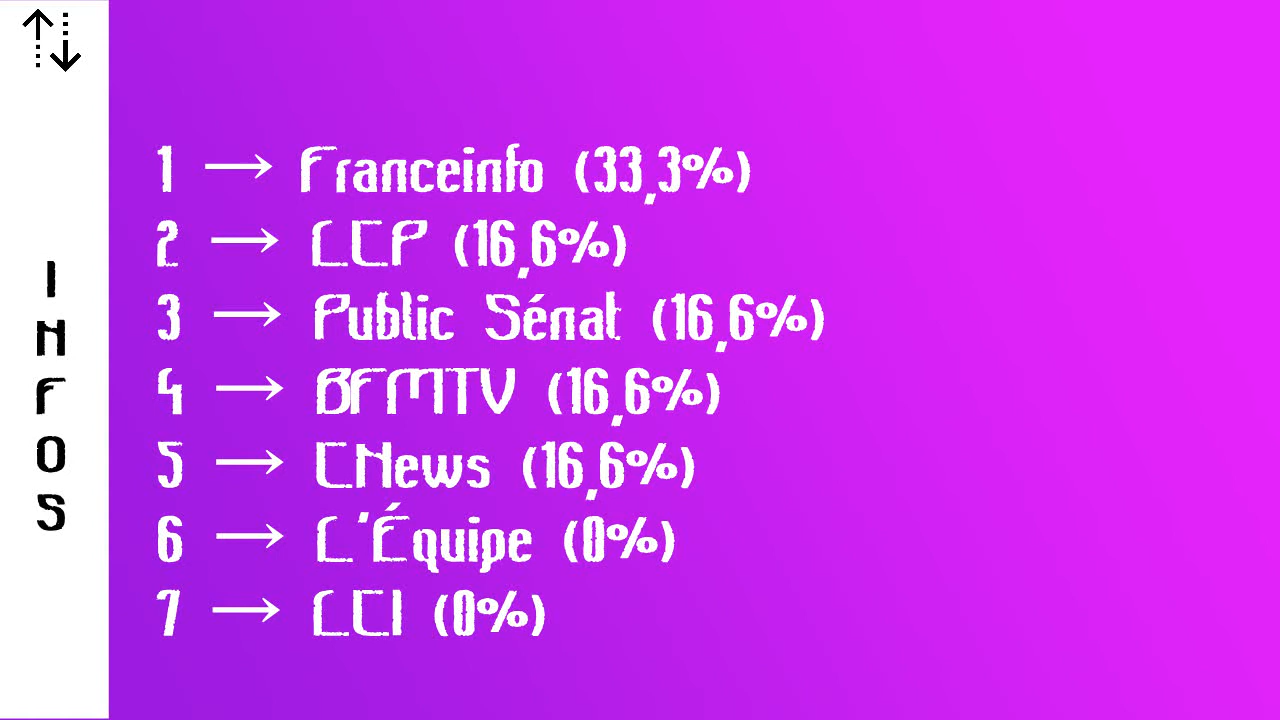 INFOS
1 → Franceinfo (33,3%)
2 → LCP (16,6%)
3 → Public Sénat (16,6%)
4 → BFMTV (16,6%)
5 → CNews (16,6%)
6 → L'Équipe (0%)
7 → LCI (0%)